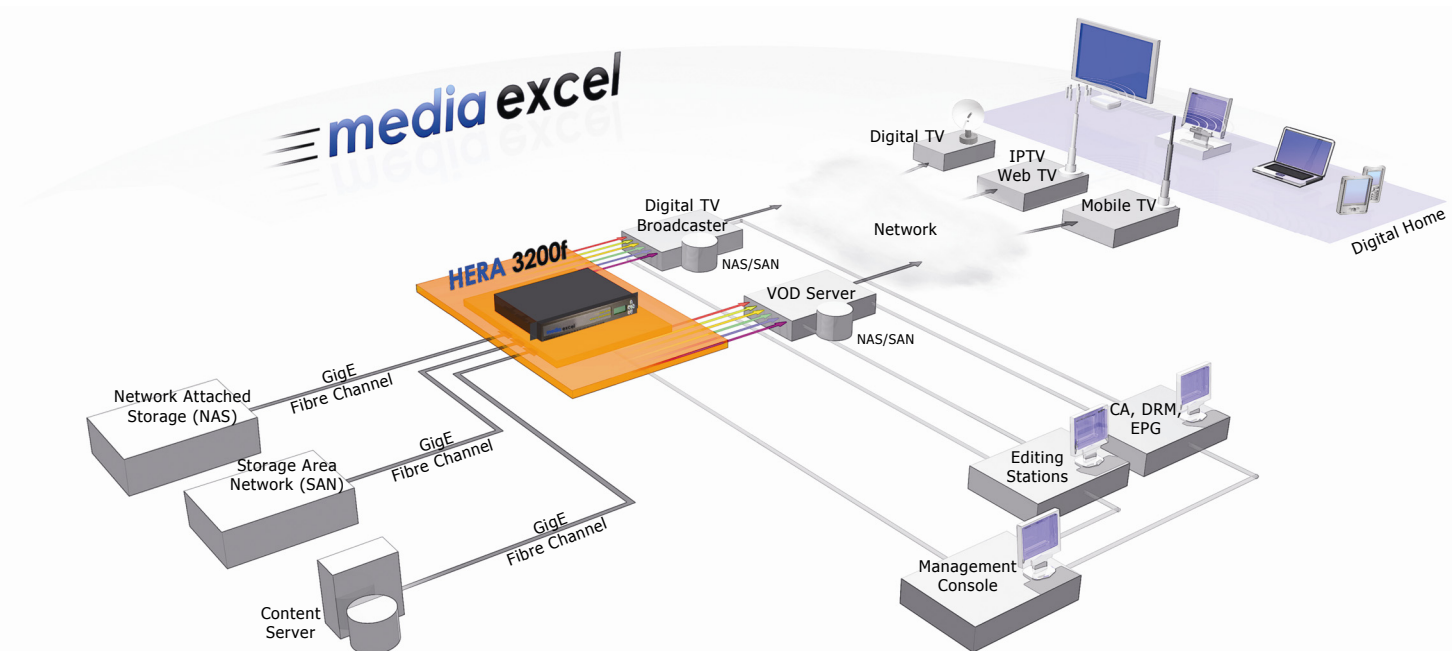 media excel
Digital TV
IPTV
Web TV
Mobile TV
Digital Home
Digital TV
Broadcaster
NAS/SAN
Network
HERA 3200f
media excel
VOD Server
NAS/SAN
GigE
Fibre Channel
Network Attached
Storage (NAS)
GigE
Fibre Channel
Storage Area
Network (SAN)
GigE
Fibre Channel
Content
Server
CA, DRM,
EPG
Editing
Stations
Management
Console